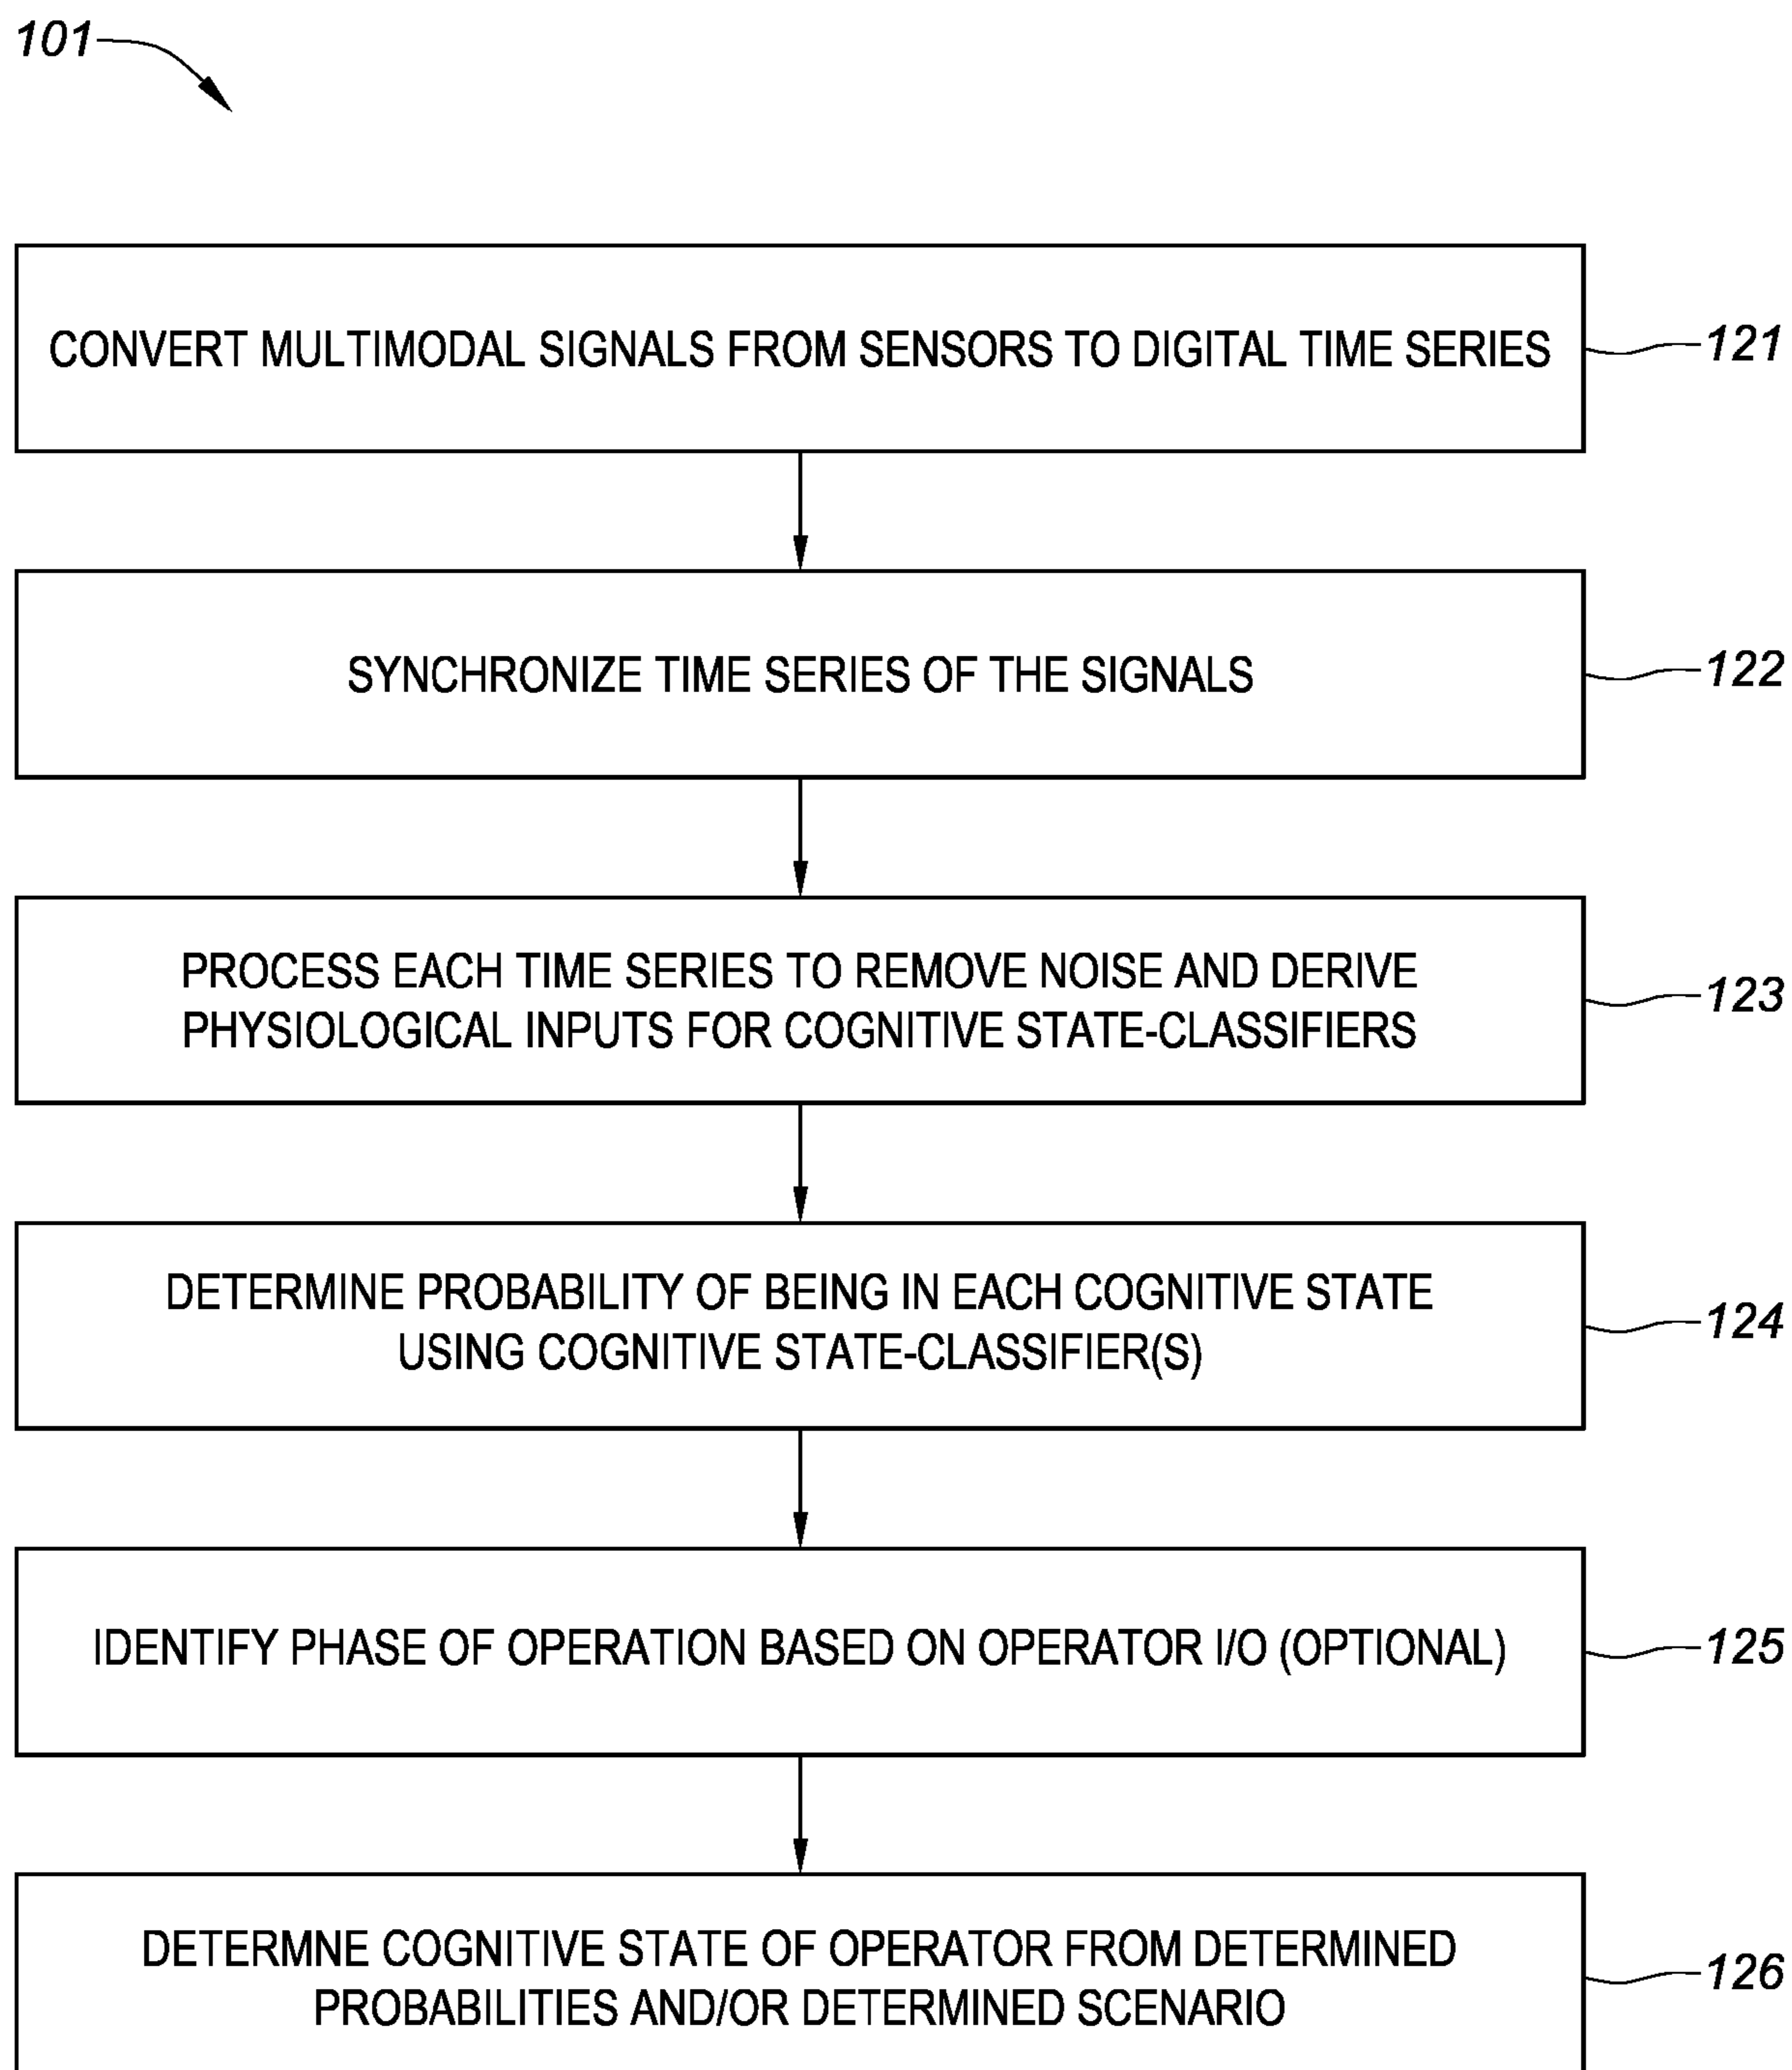 101
CONVERT MULTIMODAL SIGNALS FROM SENSORS TO DIGITAL TIME SERIES
121
SYNCHRONIZE TIME SERIES OF THE SIGNALS
122
PROCESS EACH TIME SERIES TO REMOVE NOISE AND DERIVE
PHYSIOLOGICAL INPUTS FOR COGNITIVE STATE-CLASSIFIERS
123
DETERMINE PROBABILITY OF BEING IN EACH COGNITIVE STATE
USING COGNITIVE STATE-CLASSIFIER(S)
124
IDENTIFY PHASE OF OPERATION BASED ON OPERATOR I/O (OPTIONAL)
125
DETERMNE COGNITIVE STATE OF OPERATOR FROM DETERMINED
PROBABILITIES AND/OR DETERMINED SCENARIO
126